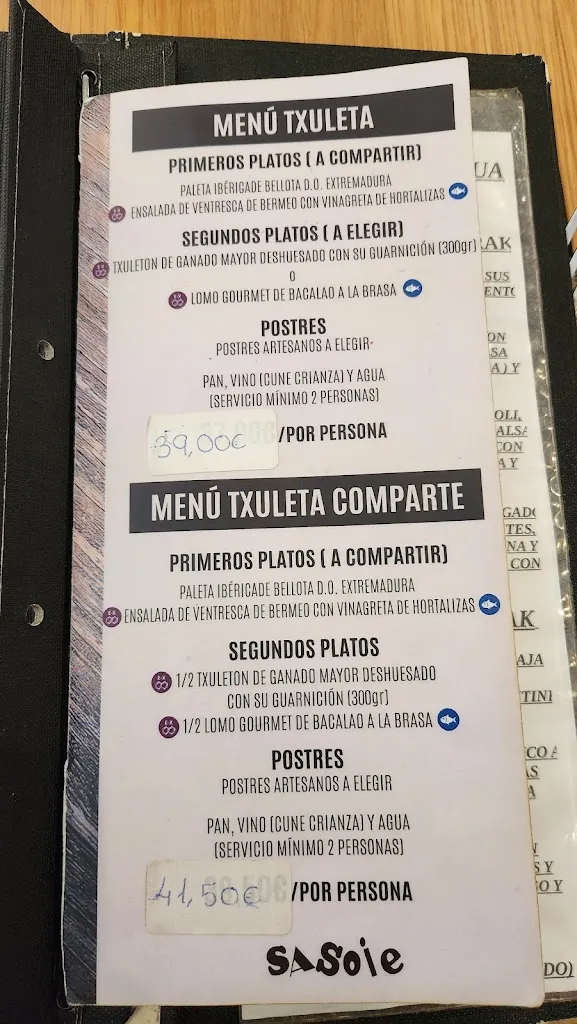 MENÚ TXULETA
PRIMEROS PLATOS ( A COMPARTIR)
PALETA IBÉRICADE BELLOTA D.O. EXTREMADURA
ENSALADA DE VENTRESCA DE BERMEO CON VINAGRETA DE HORTALIZAS
SEGUNDOS PLATOS ( A ELEGIR)
TXULETON DE GANADO MAYOR DESHUESADO CON SU GUARNICIÓN (300gr)
O
LOMO GOURMET DE BACALAO A LA BRASA
POSTRES
POSTRES ARTESANOS A ELEGIR
PAN, VINO (CUNE CRIANZA) Y AGUA
(SERVICIO MÍNIMO 2 PERSONAS)
39,00€ /POR PERSONA
MENÚ TXULETA COMPARTE
PRIMEROS PLATOS ( A COMPARTIR)
PALETA IBÉRICADE BELLOTA D.O. EXTREMADURA
ENSALADA DE VENTRESCA DE BERMEO CON VINAGRETA DE HORTALIZAS
SEGUNDOS PLATOS
1/2 TXULETON DE GANADO MAYOR DESHUESADO
CON SU GUARNICIÓN (300gr)
1/2 LOMO GOURMET DE BACALAO A LA BRASA
POSTRES
POSTRES ARTESANOS A ELEGIR
PAN, VINO (CUNE CRIANZA) Y AGUA
(SERVICIO MÍNIMO 2 PERSONAS)
41,50€ /POR PERSONA
SASoie